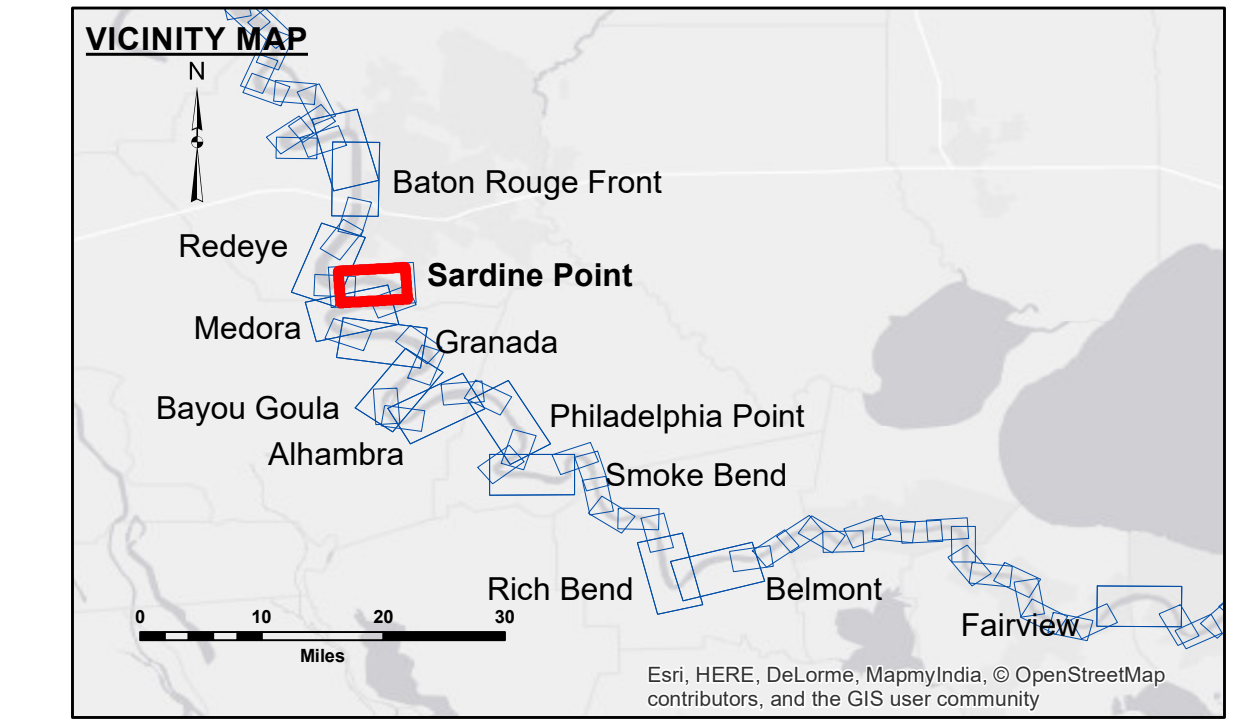 VICINITY MAP
N
Baton Rouge Front
Redeye
Sardine Point
Medora
Granada
Bayou Goula
Philadelphia Point
Alhambra
Smoke Bend
Rich Bend
Belmont
Fairview
0 10 20 30
Miles
Esri, HERE, DeLorme, MapmyIndia, © OpenStreetMap
contributors, and the GIS user community